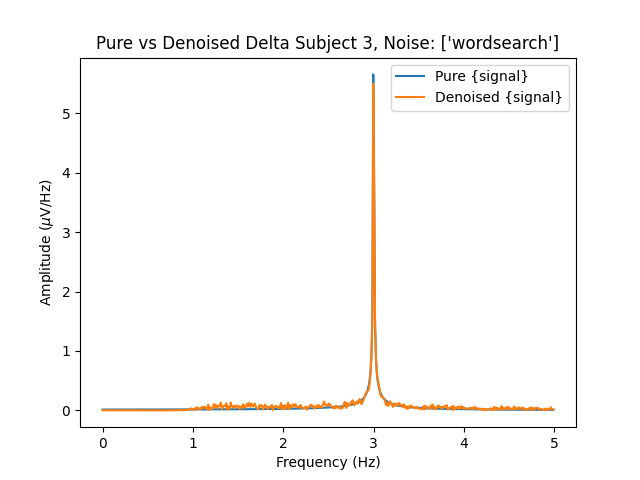 Pure vs Denoised Delta Subject 3, Noise: ['wordsearch']
Pure {signal}
Denoised {signal}
Amplitude (μV/Hz)
5
4
3
2
1
0
0 1 2 3 4 5
Frequency (Hz)